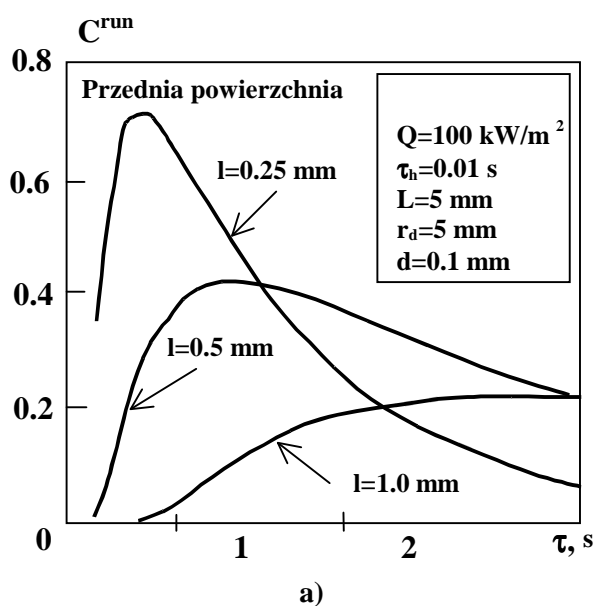 C^run
0.8
Przednia powierzchnia
Q=100 kW/m ²
τh=0.01 s
L=5 mm
rd=5 mm
d=0.1 mm
l=0.25 mm
0.6
0.4
l=0.5 mm
0.2
l=1.0 mm
0 1 2 τ, s
a)